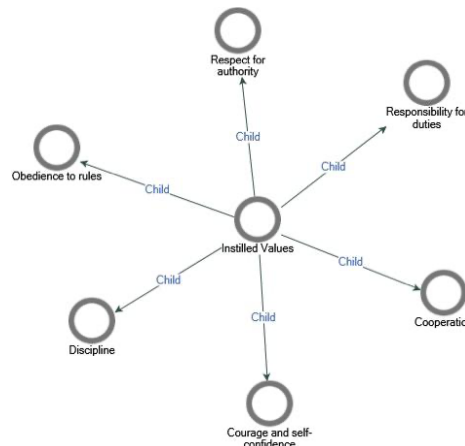 Respect for
authority
Responsibility for
duties
Child
Child
Obedience to rules
Child
Instilled Values
Child
Child
Child
Discipline
Cooperatio
Courage and self-
confidence